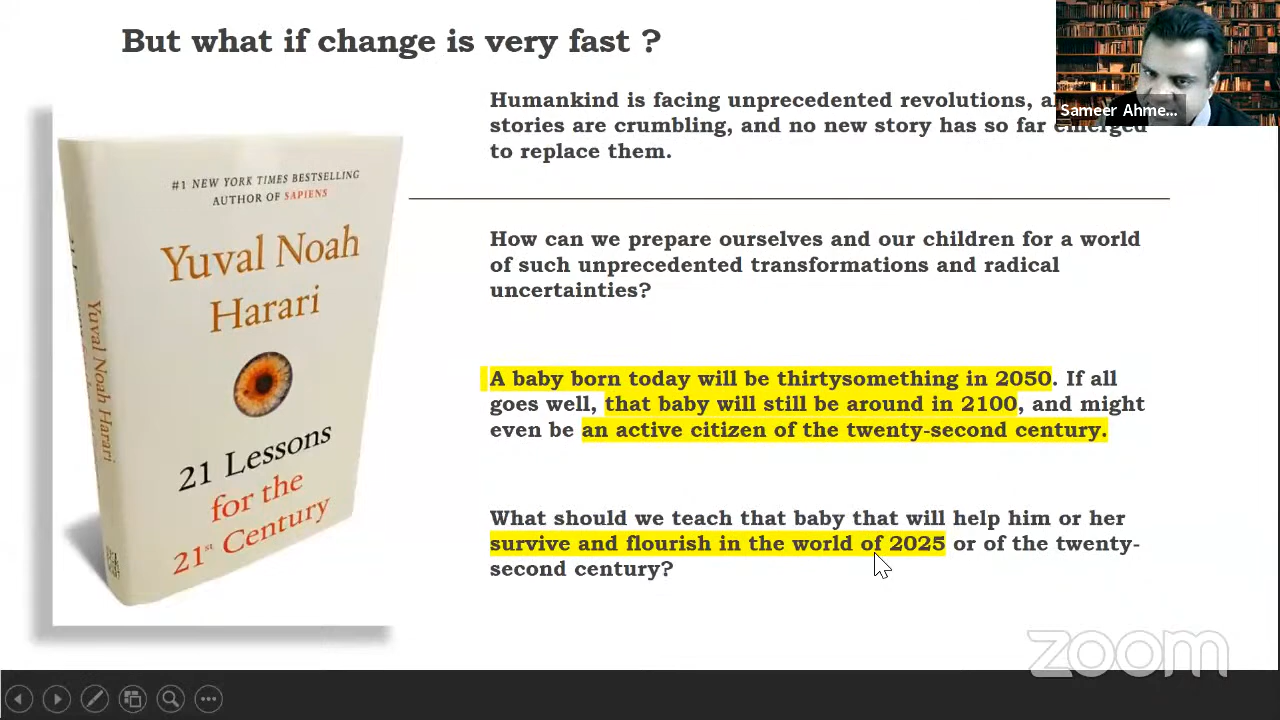 But what if change is very fast ?
Sameer Ahme...
Humankind is facing unprecedented revolutions,
stories are crumbling, and no new story has so far emerged
to replace them.
#1 NEW YORK TIMES BESTSELLING
AUTHOR OF SAPIENS
Yuval Noah
Harari
21 Lessons
for the
21st Century
Yuval Noah Harari
How can we prepare ourselves and our children for a world
of such unprecedented transformations and radical
uncertainties?
A baby born today will be thirtysomething in 2050. If all
goes well, that baby will still be around in 2100, and might
even be an active citizen of the twenty-second century.
What should we teach that baby that will help him or her
survive and flourish in the world of 2025 or of the twenty-
second century?
zoom